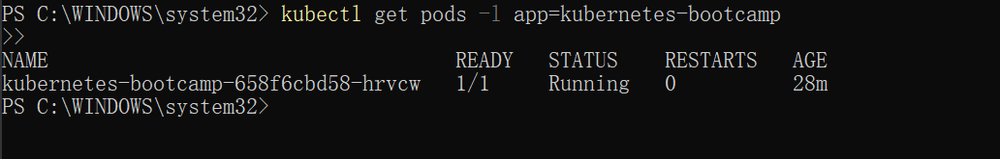 PS C:\WINDOWS\system32> kubectl get pods -l app=kubernetes-bootcamp
>>
NAME                                  READY   STATUS    RESTARTS   AGE
kubernetes-bootcamp-658f6cbd58-hrvcw   1/1     Running   0          28m
PS C:\WINDOWS\system32>